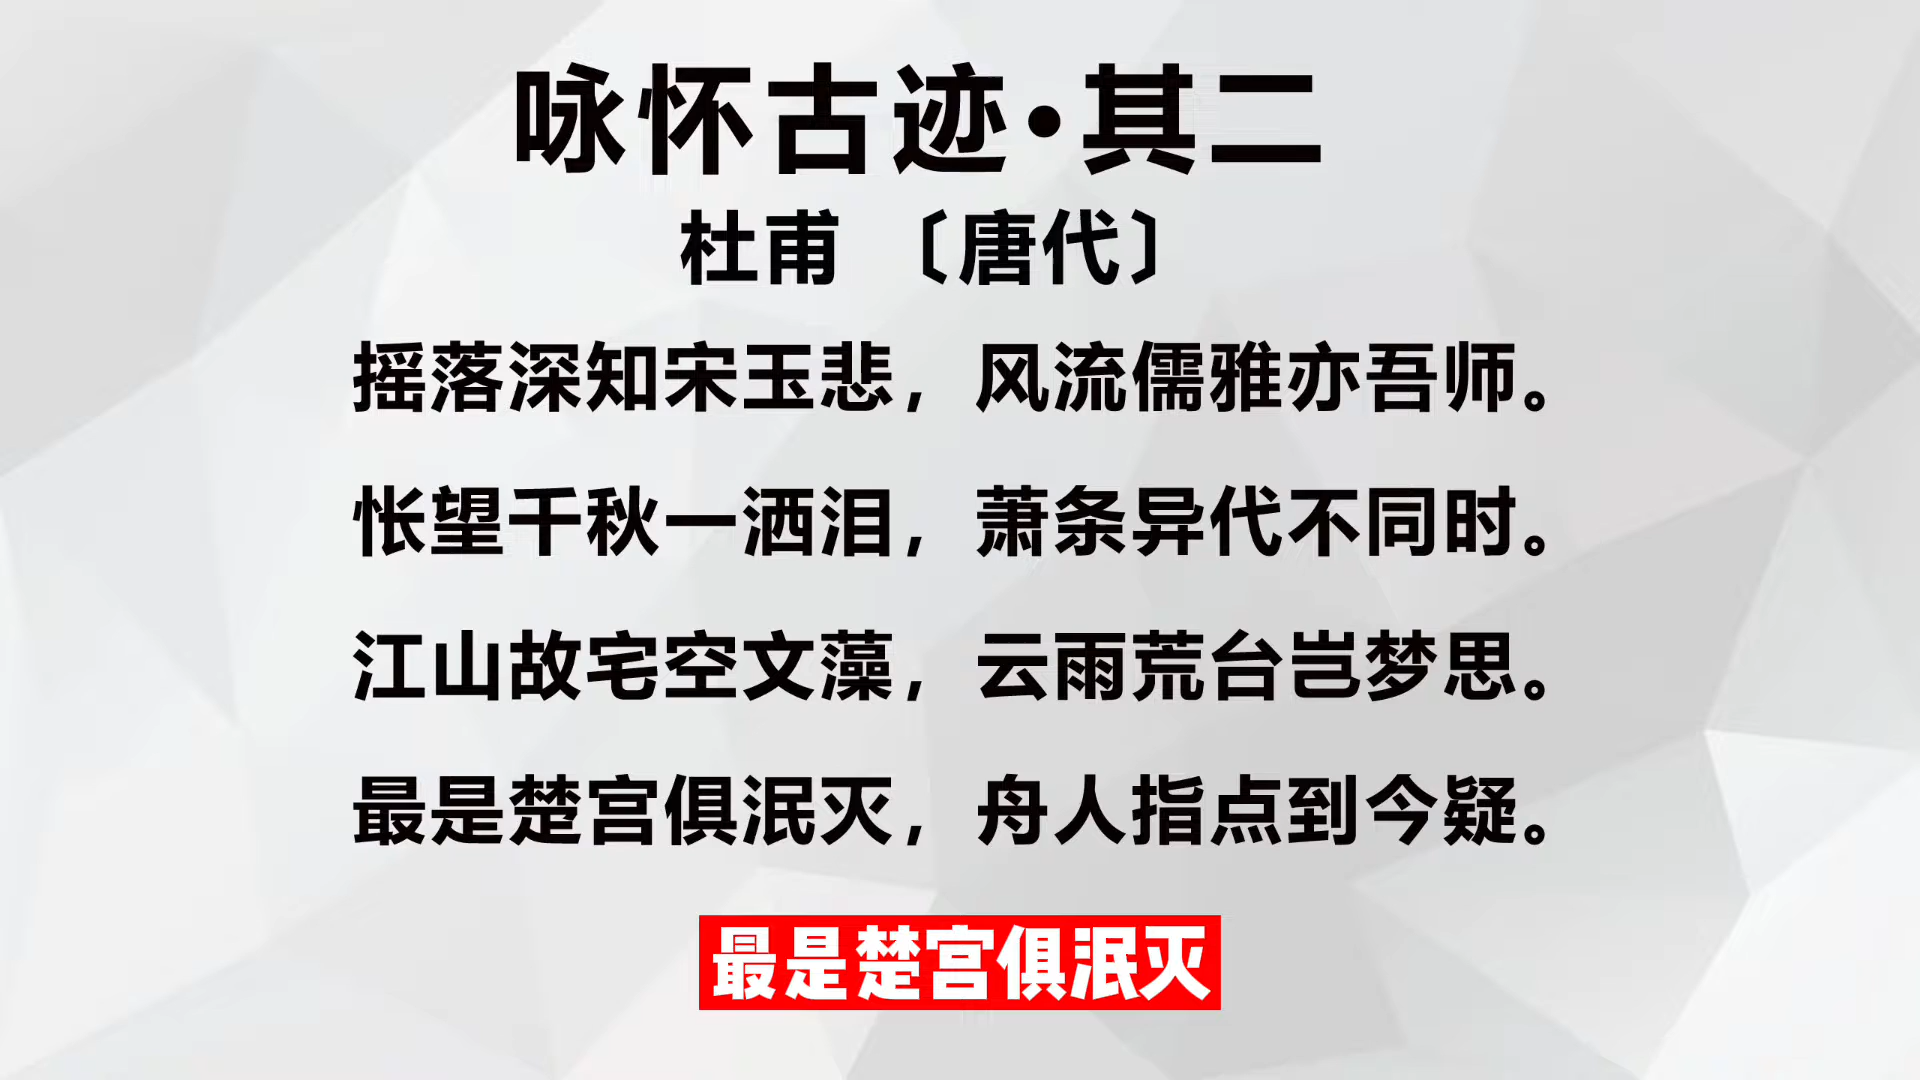 咏怀古迹·其二
杜甫 〔唐代〕
摇落深知宋玉悲，风流儒雅亦吾师。
怅望千秋一洒泪，萧条异代不同时。
江山故宅空文藻，云雨荒台岂梦思。
最是楚宫俱泯灭，舟人指点到今疑。
最是楚宫俱泯灭